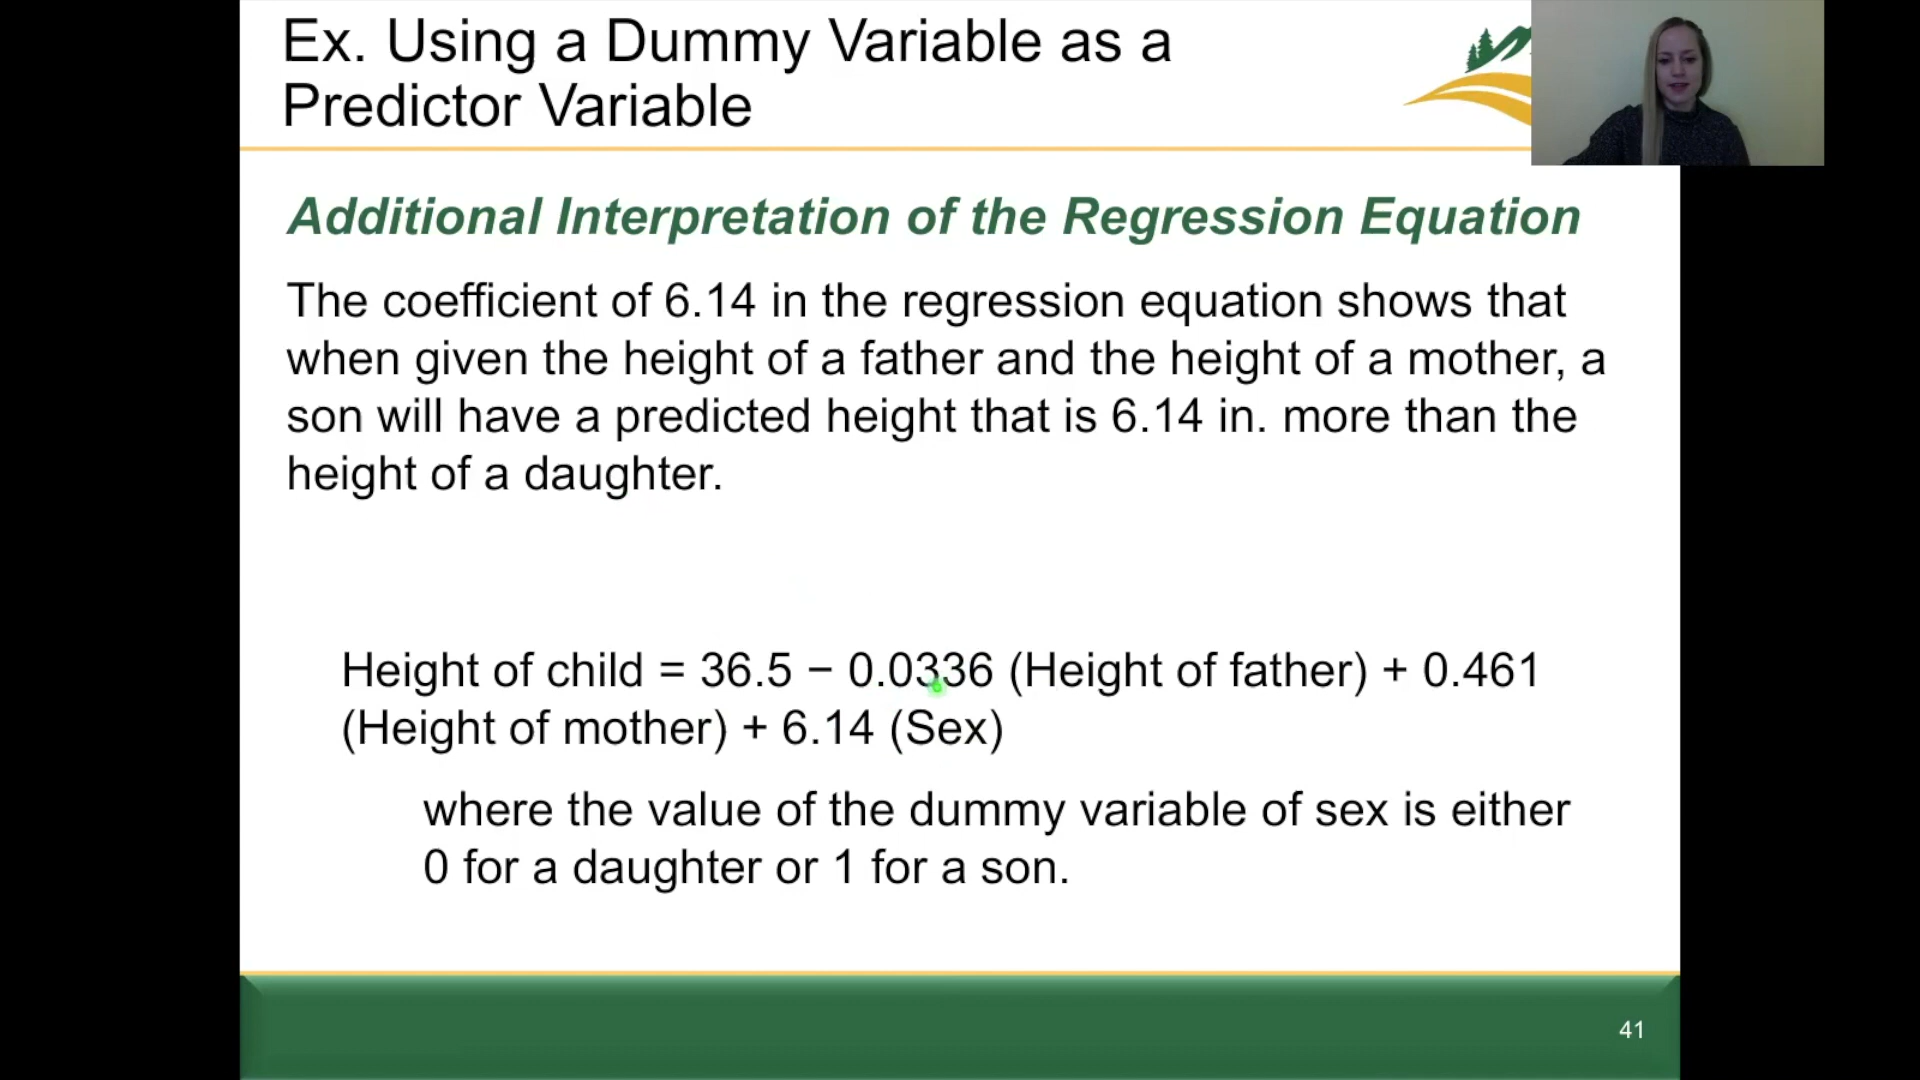 Ex. Using a Dummy Variable as a
Predictor Variable
Additional Interpretation of the Regression Equation
The coefficient of 6.14 in the regression equation shows that
when given the height of a father and the height of a mother, a
son will have a predicted height that is 6.14 in. more than the
height of a daughter.
Height of child = 36.5 − 0.0336 (Height of father) + 0.461
(Height of mother) + 6.14 (Sex)
where the value of the dummy variable of sex is either
0 for a daughter or 1 for a son.
41